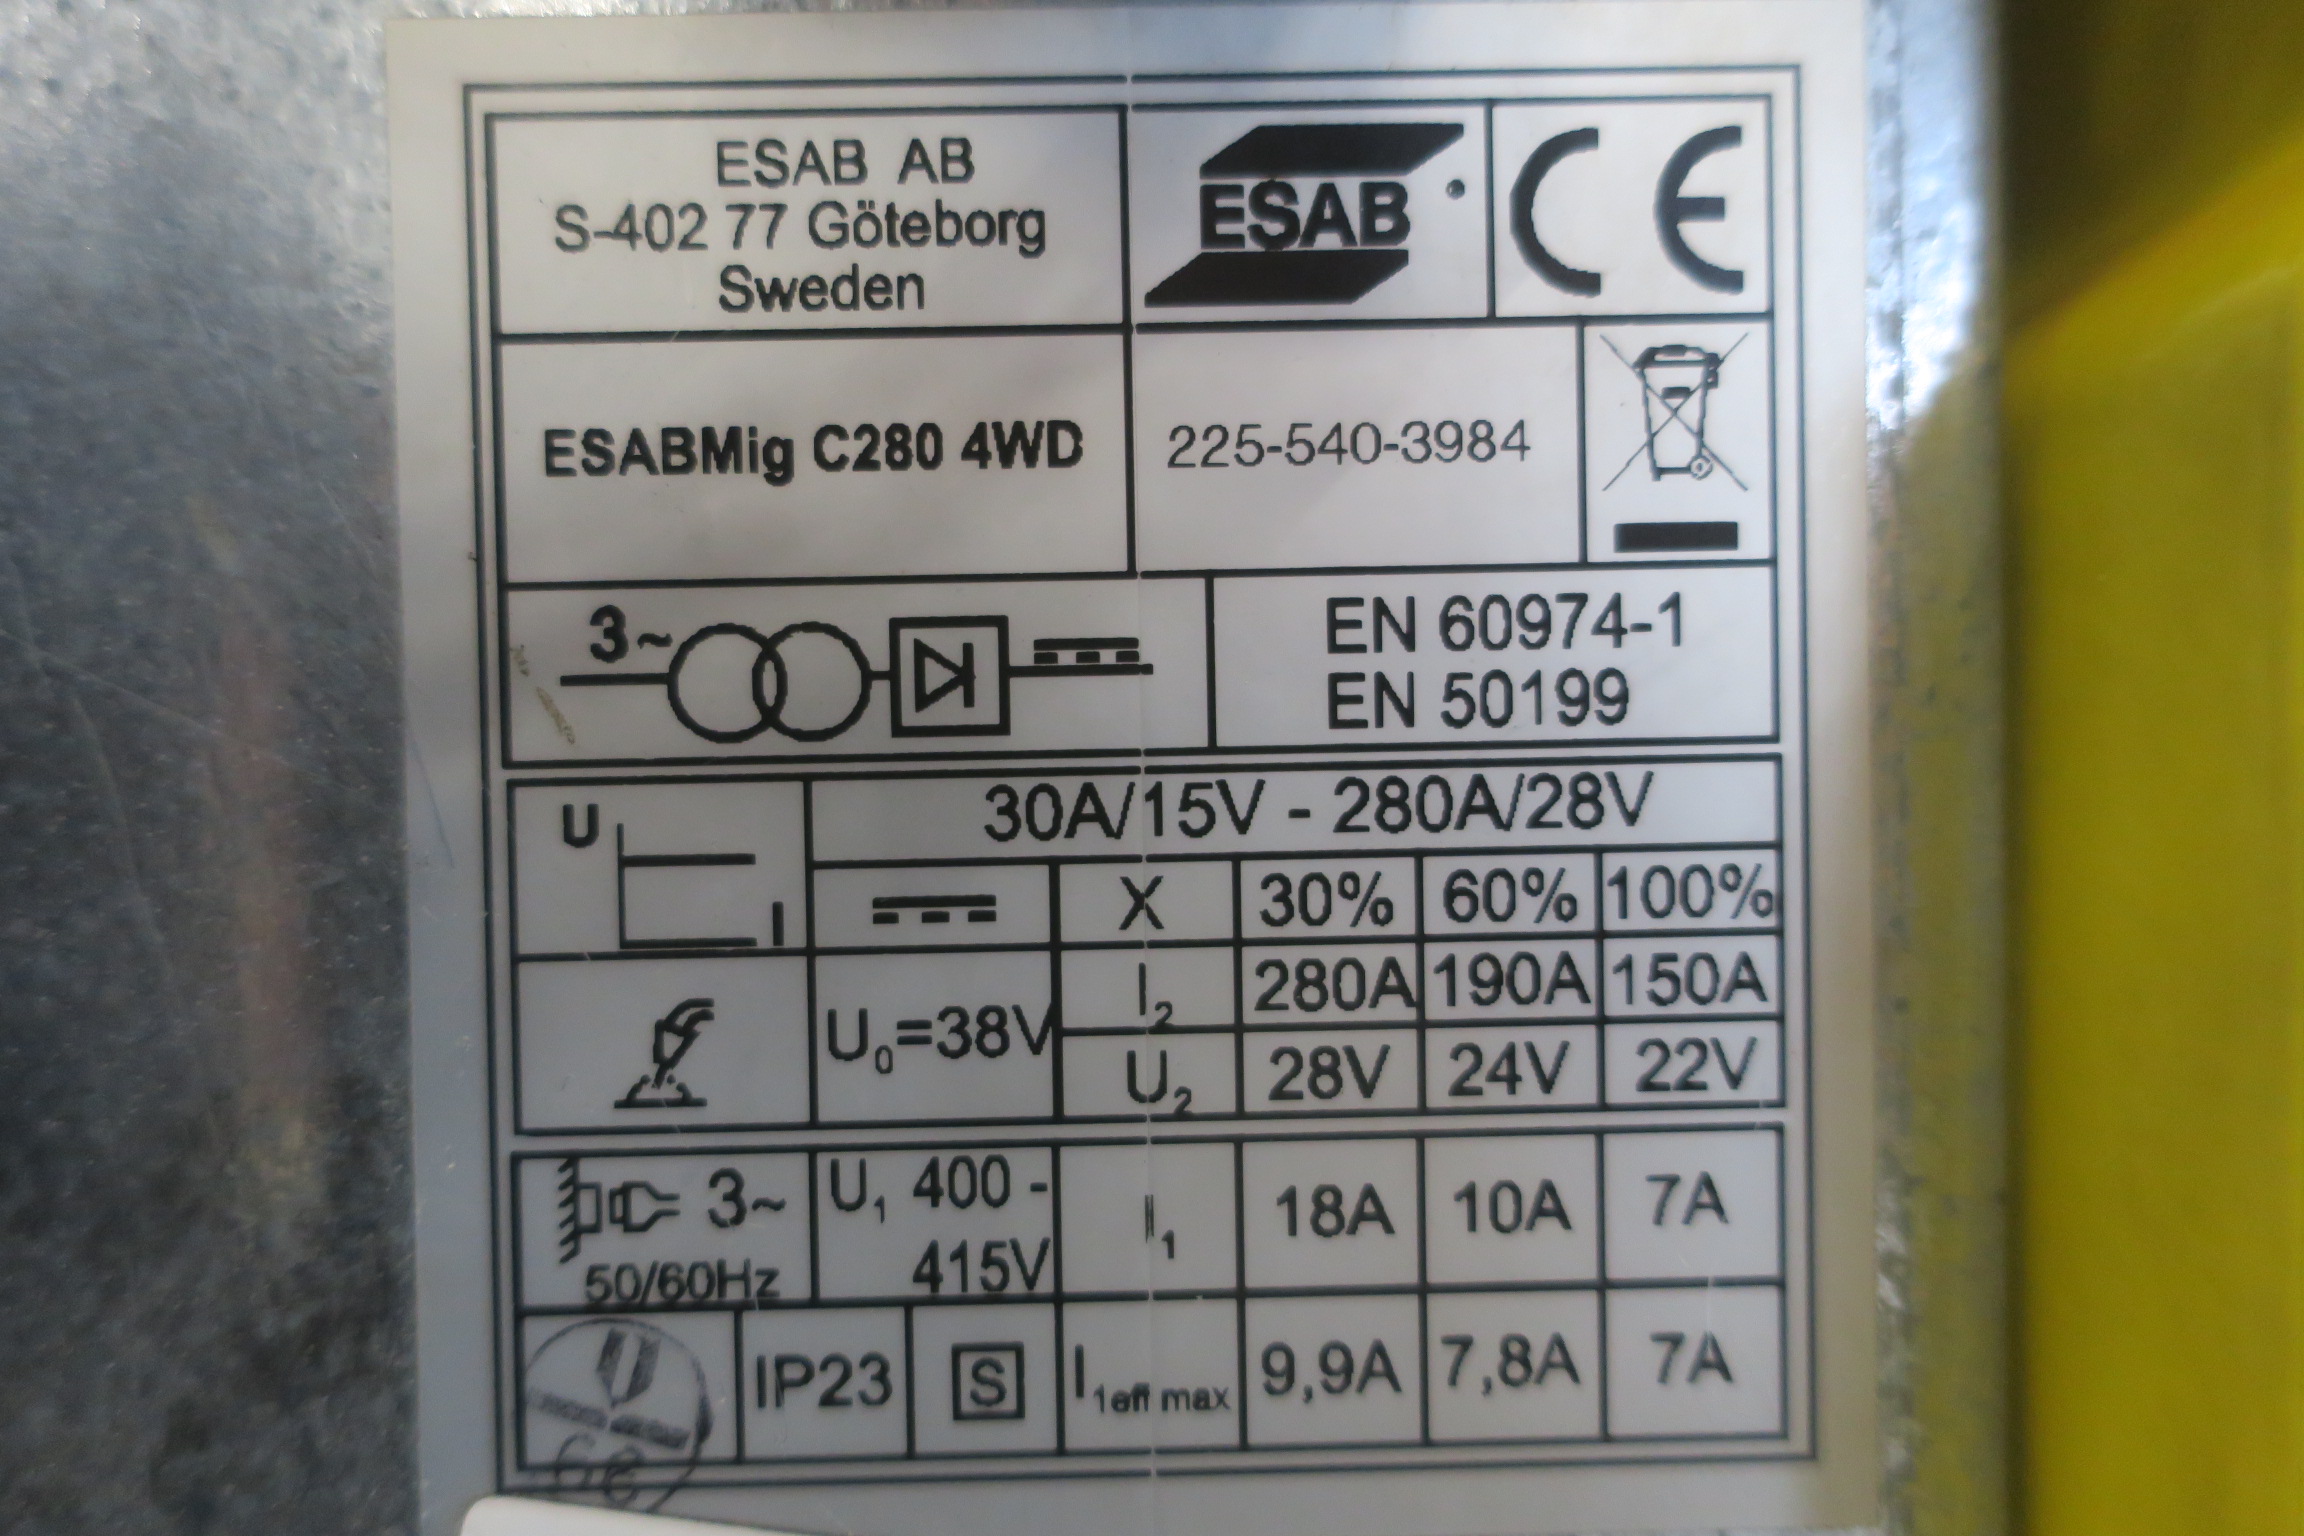 ESAB AB
S-402 77 Göteborg
Sweden
ESAB
CE
ESABMig C280 4WD
225-540-3984
3~
EN 60974-1
EN 50199
U
I
30A/15V - 280A/28V
X 30% 60% 100%
U₀=38V
I₂ 280A 190A 150A
U₂ 28V 24V 22V
3~
50/60Hz
U₁ 400 -
415V
I₁ 18A 10A 7A
IP23
S
I₁eff max 9,9A 7,8A 7A